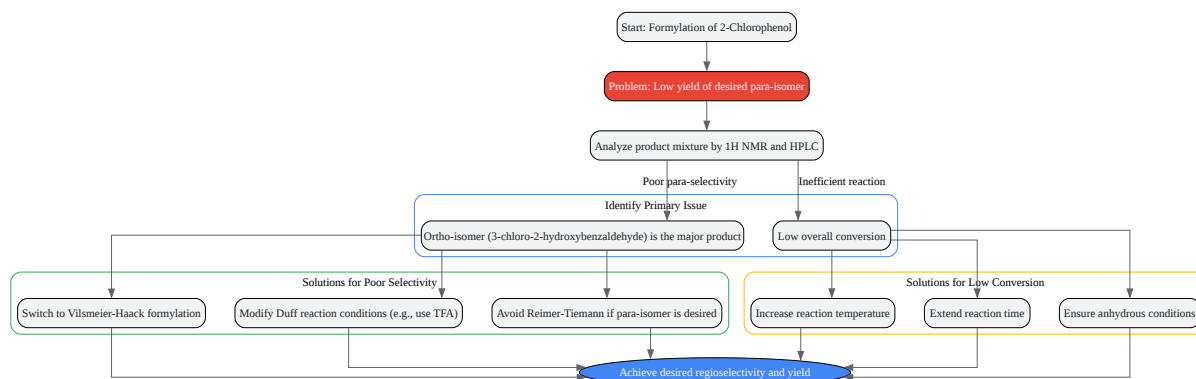 Start: Formylation of 2-Chlorophenol
Problem: Low yield of desired para-isomer
Analyze product mixture by 1H NMR and HPLC
Poor para-selectivity
Inefficient reaction
Identify Primary Issue
Ortho-isomer (3-chloro-2-hydroxybenzaldehyde) is the major product
Low overall conversion
Solutions for Poor Selectivity
Solutions for Low Conversion
Switch to Vilsmeier-Haack formylation
Modify Duff reaction conditions (e.g., use TFA)
Avoid Reimer-Tiemann if para-isomer is desired
Increase reaction temperature
Extend reaction time
Ensure anhydrous conditions
Achieve desired regioselectivity and yield